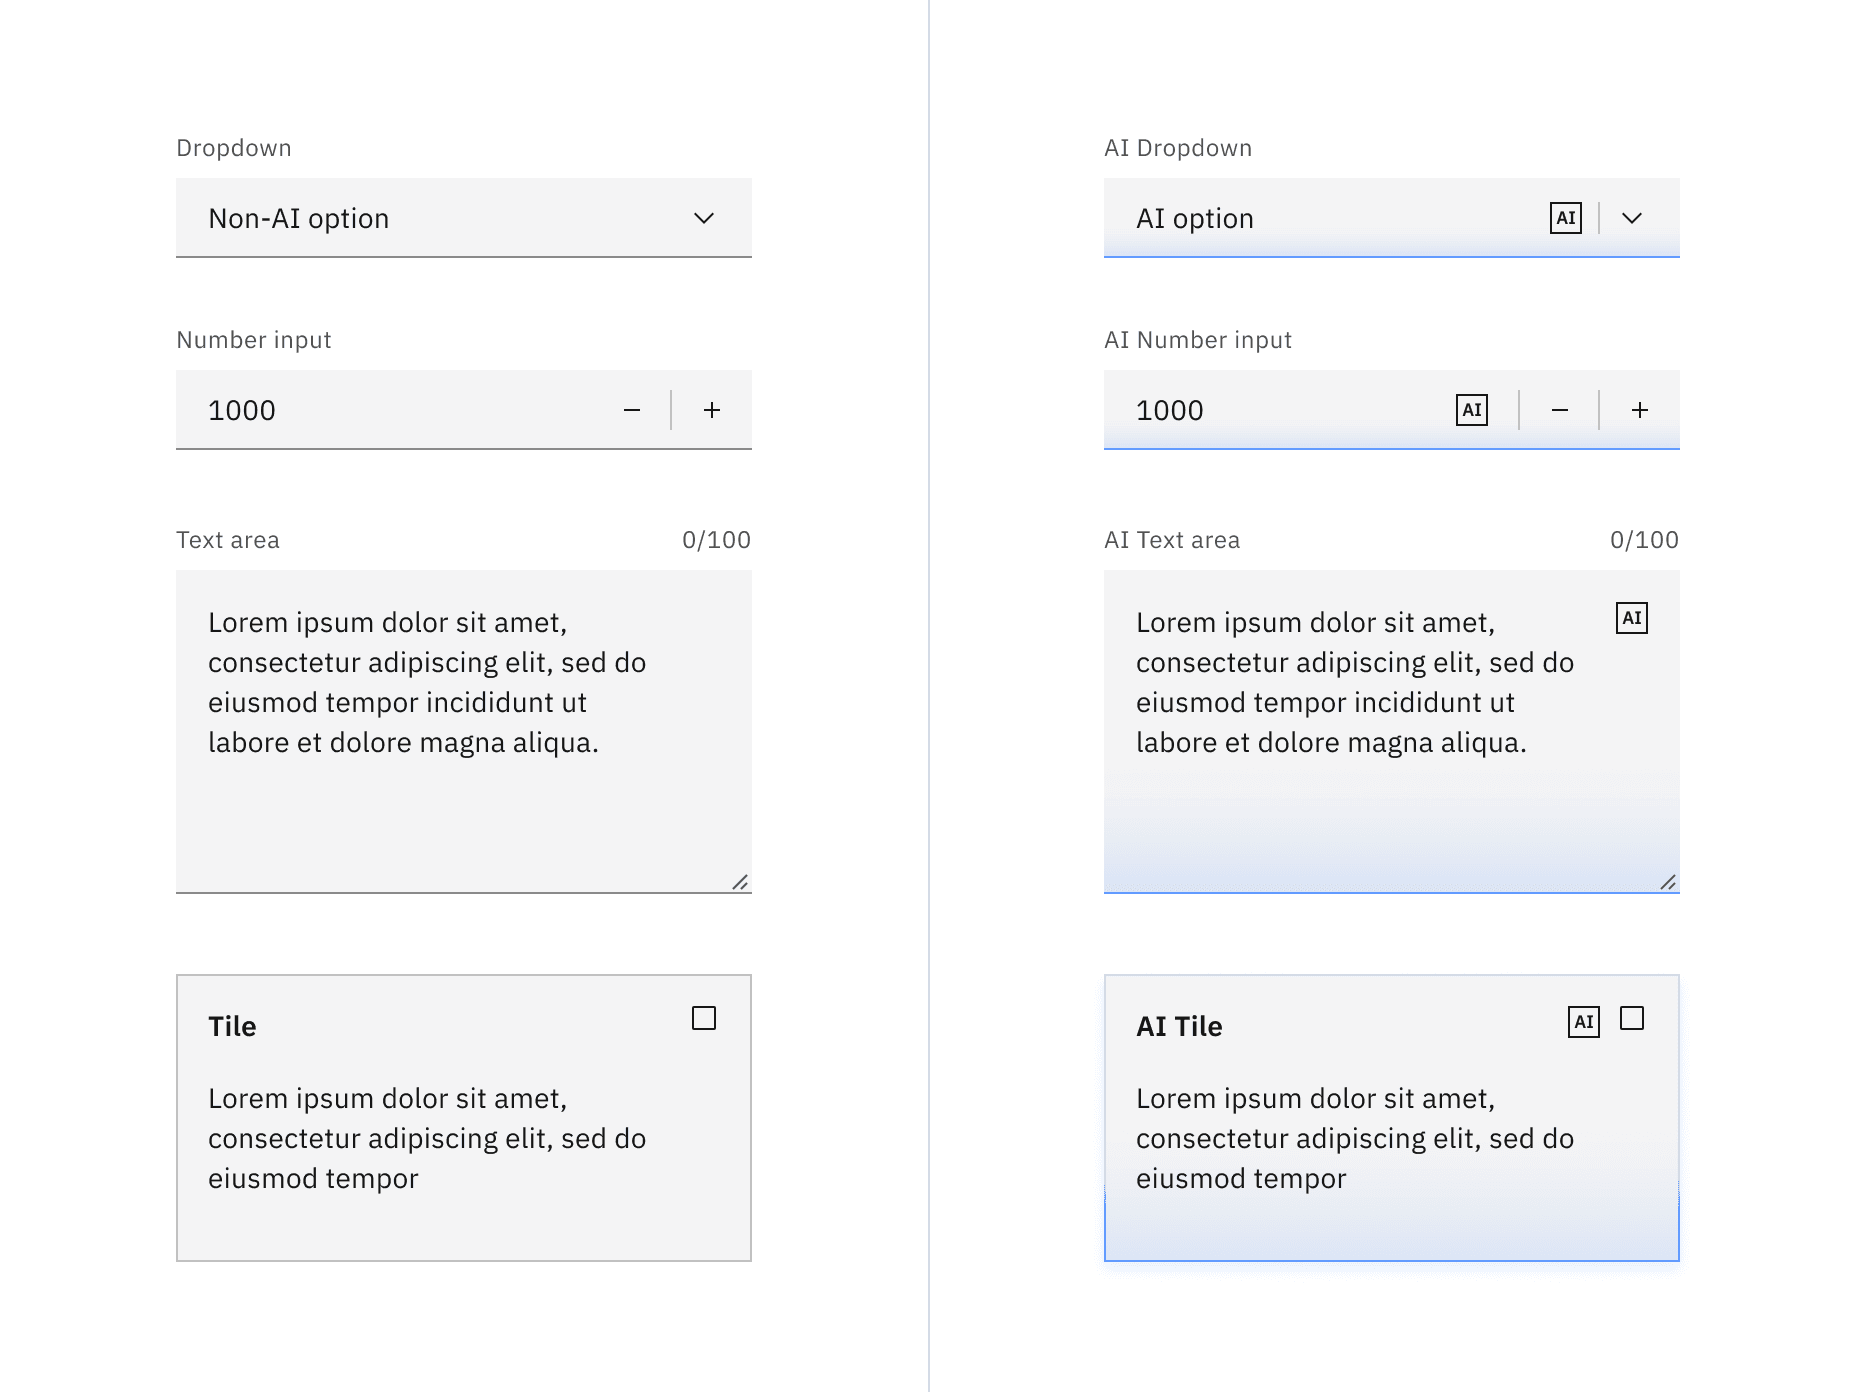 Dropdown
Non-AI option
Number input
1000
Text area 0/100
Lorem ipsum dolor sit amet,
consectetur adipiscing elit, sed do
eiusmod tempor incididunt ut
labore et dolore magna aliqua.
Tile
Lorem ipsum dolor sit amet,
consectetur adipiscing elit, sed do
eiusmod tempor
AI Dropdown
AI option AI
AI Number input
1000 AI
AI Text area 0/100
Lorem ipsum dolor sit amet, AI
consectetur adipiscing elit, sed do
eiusmod tempor incididunt ut
labore et dolore magna aliqua.
AI Tile AI
Lorem ipsum dolor sit amet,
consectetur adipiscing elit, sed do
eiusmod tempor